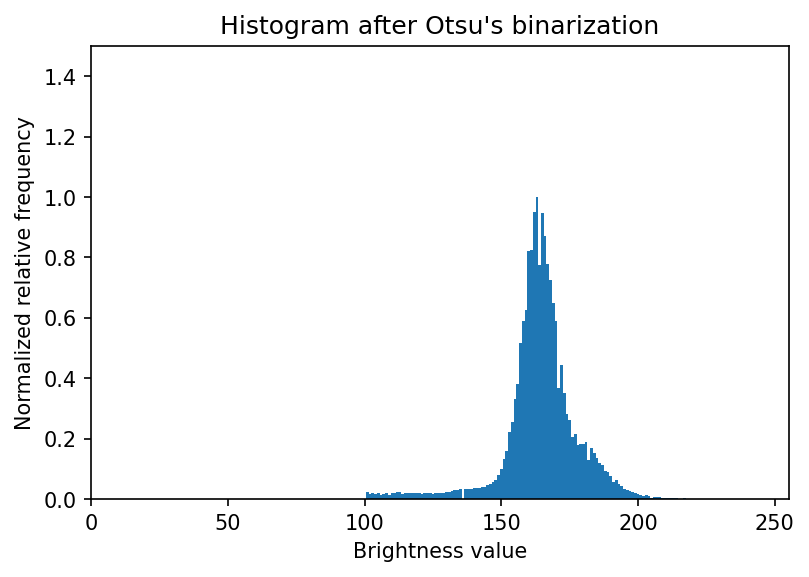 Histogram after Otsu's binarization
Normalized relative frequency
1.4
1.2
1.0
0.8
0.6
0.4
0.2
0.0
0 50 100 150 200 250
Brightness value